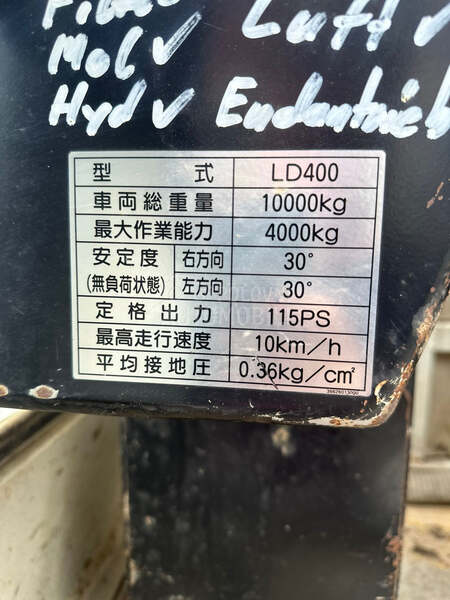 Luft ✓
Mol ✓
Hyd ✓ Endantrieb
型式 LD400
車両総重量 10000kg
最大作業能力 4000kg
安定度 右方向 30°
(無負荷状態) 左方向 30°
定格出力 115PS
最高走行速度 10km/h
平均接地圧 0.36kg/cm²